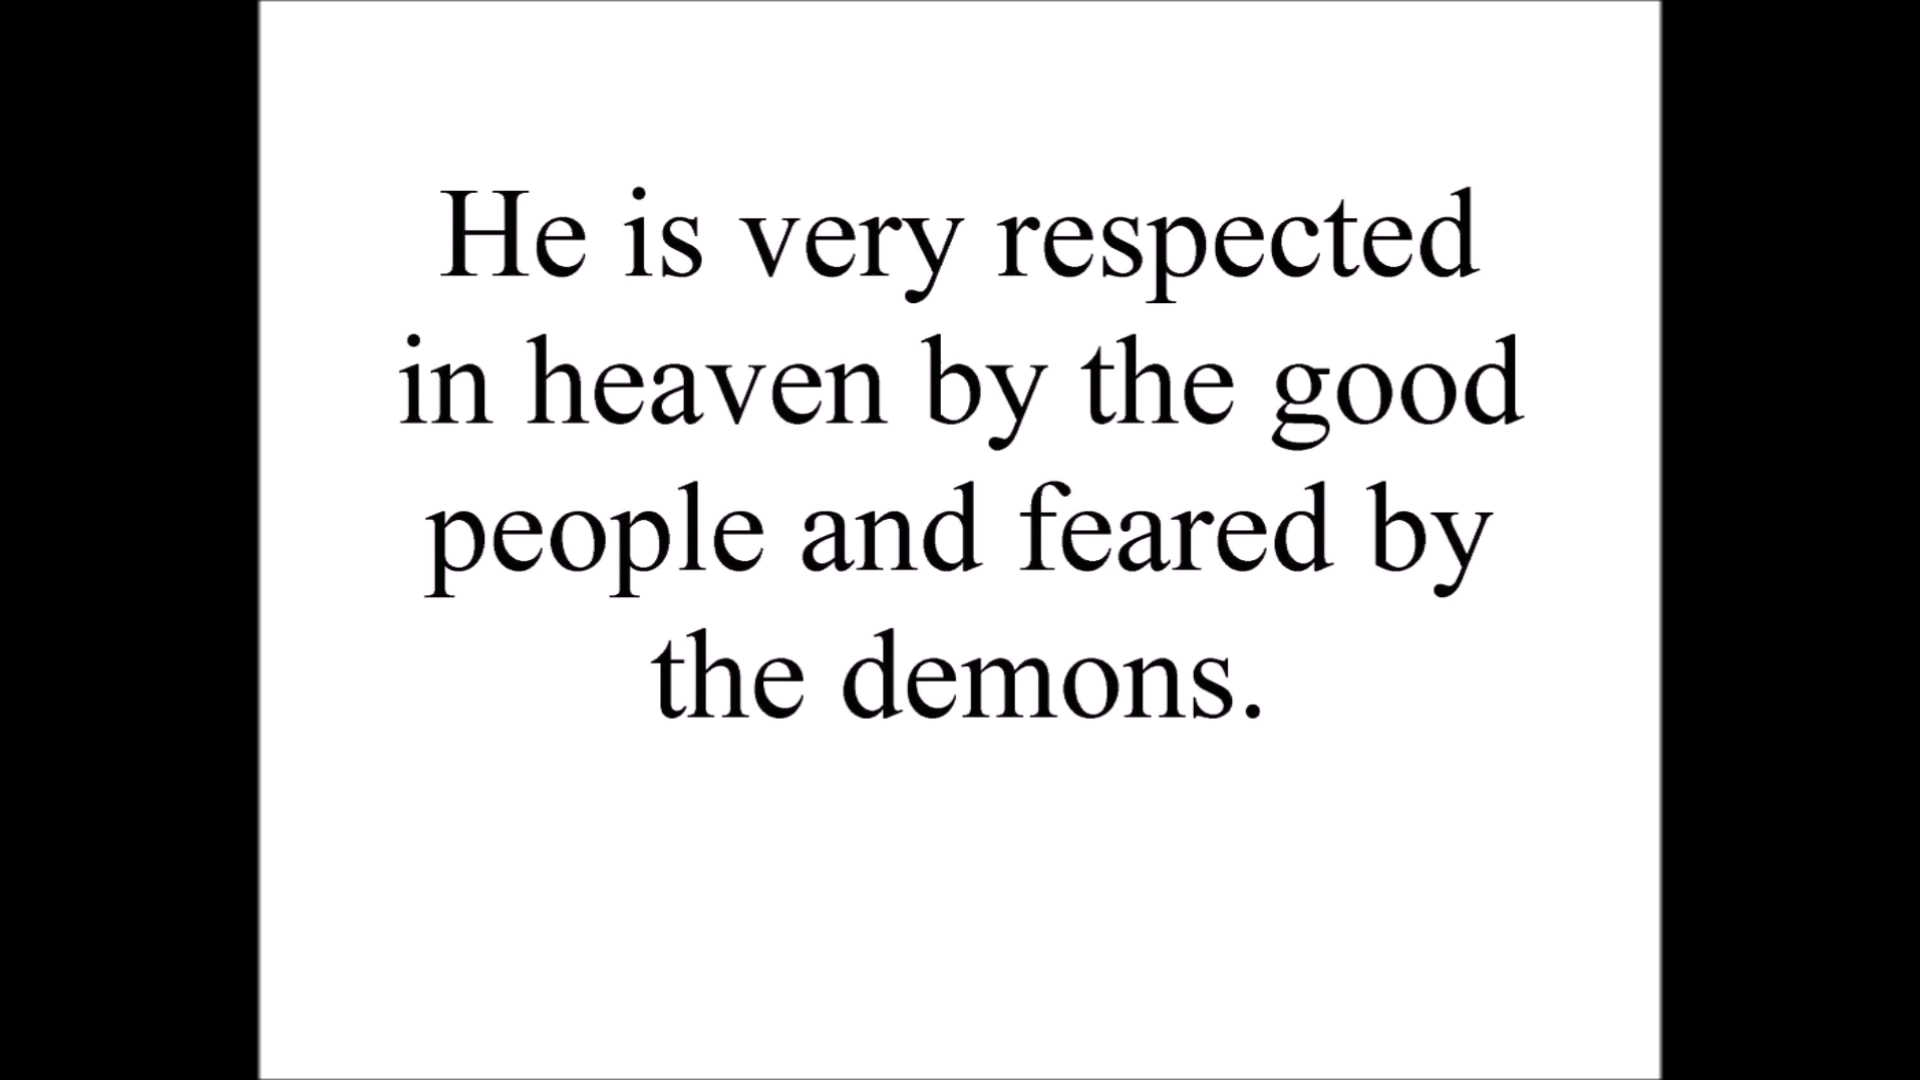 He is very respected
in heaven by the good
people and feared by
the demons.